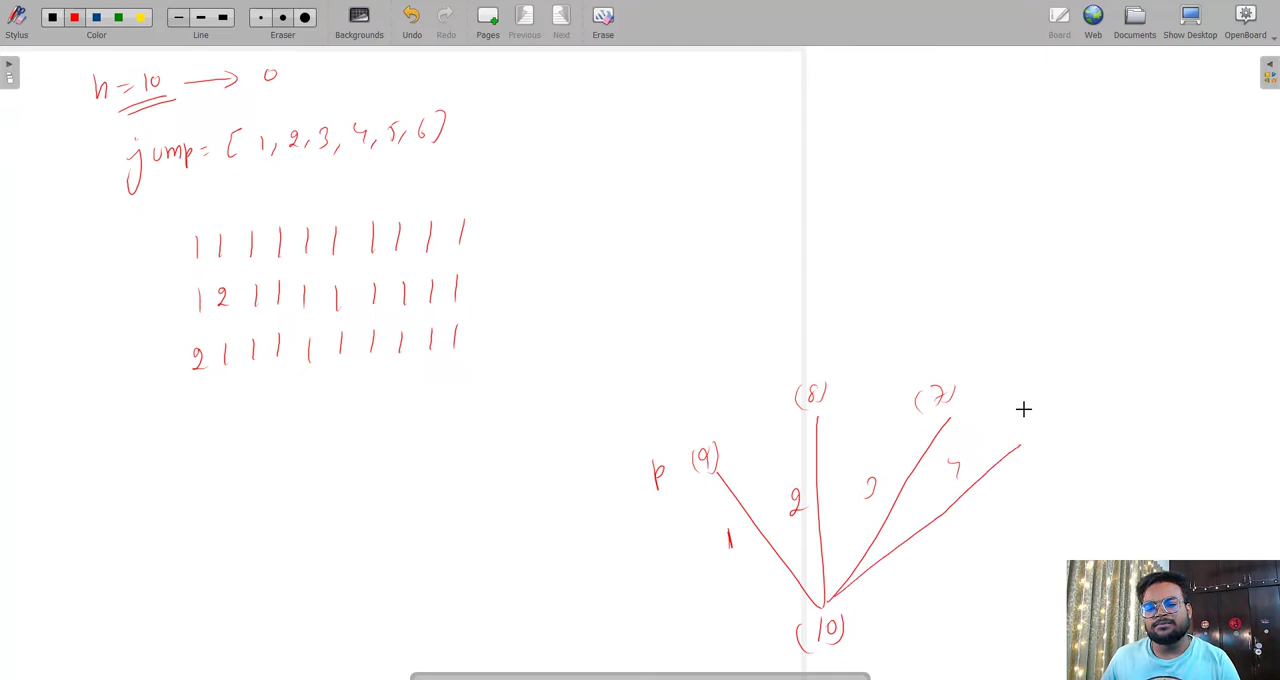 Stylus Color Line Eraser Backgrounds Undo Redo Pages Previous Next Erase Board Web Documents Show Desktop OpenBoard
n = 10 → 0
jump = [ 1, 2, 3, 4, 5, 6 ]
1 1 1 1 1 1 1 1 1 1
1 2 1 1 1 1 1 1 1 1
2 1 1 1 1 1 1 1 1 1
(8) (7)
p (9)
1 2 3 4
(10)